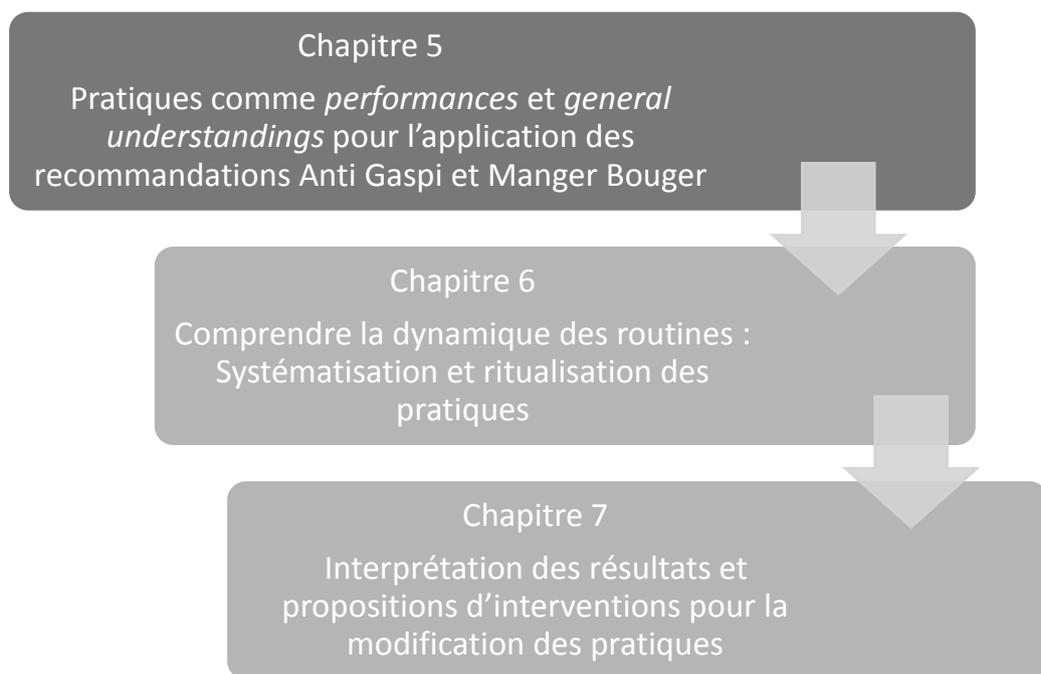 Chapitre 5
Pratiques comme performances et general
understandings pour l’application des
recommandations Anti Gaspi et Manger Bouger
Chapitre 6
Comprendre la dynamique des routines :
Systématisation et ritualisation des
pratiques
Chapitre 7
Interprétation des résultats et
propositions d’interventions pour la
modification des pratiques